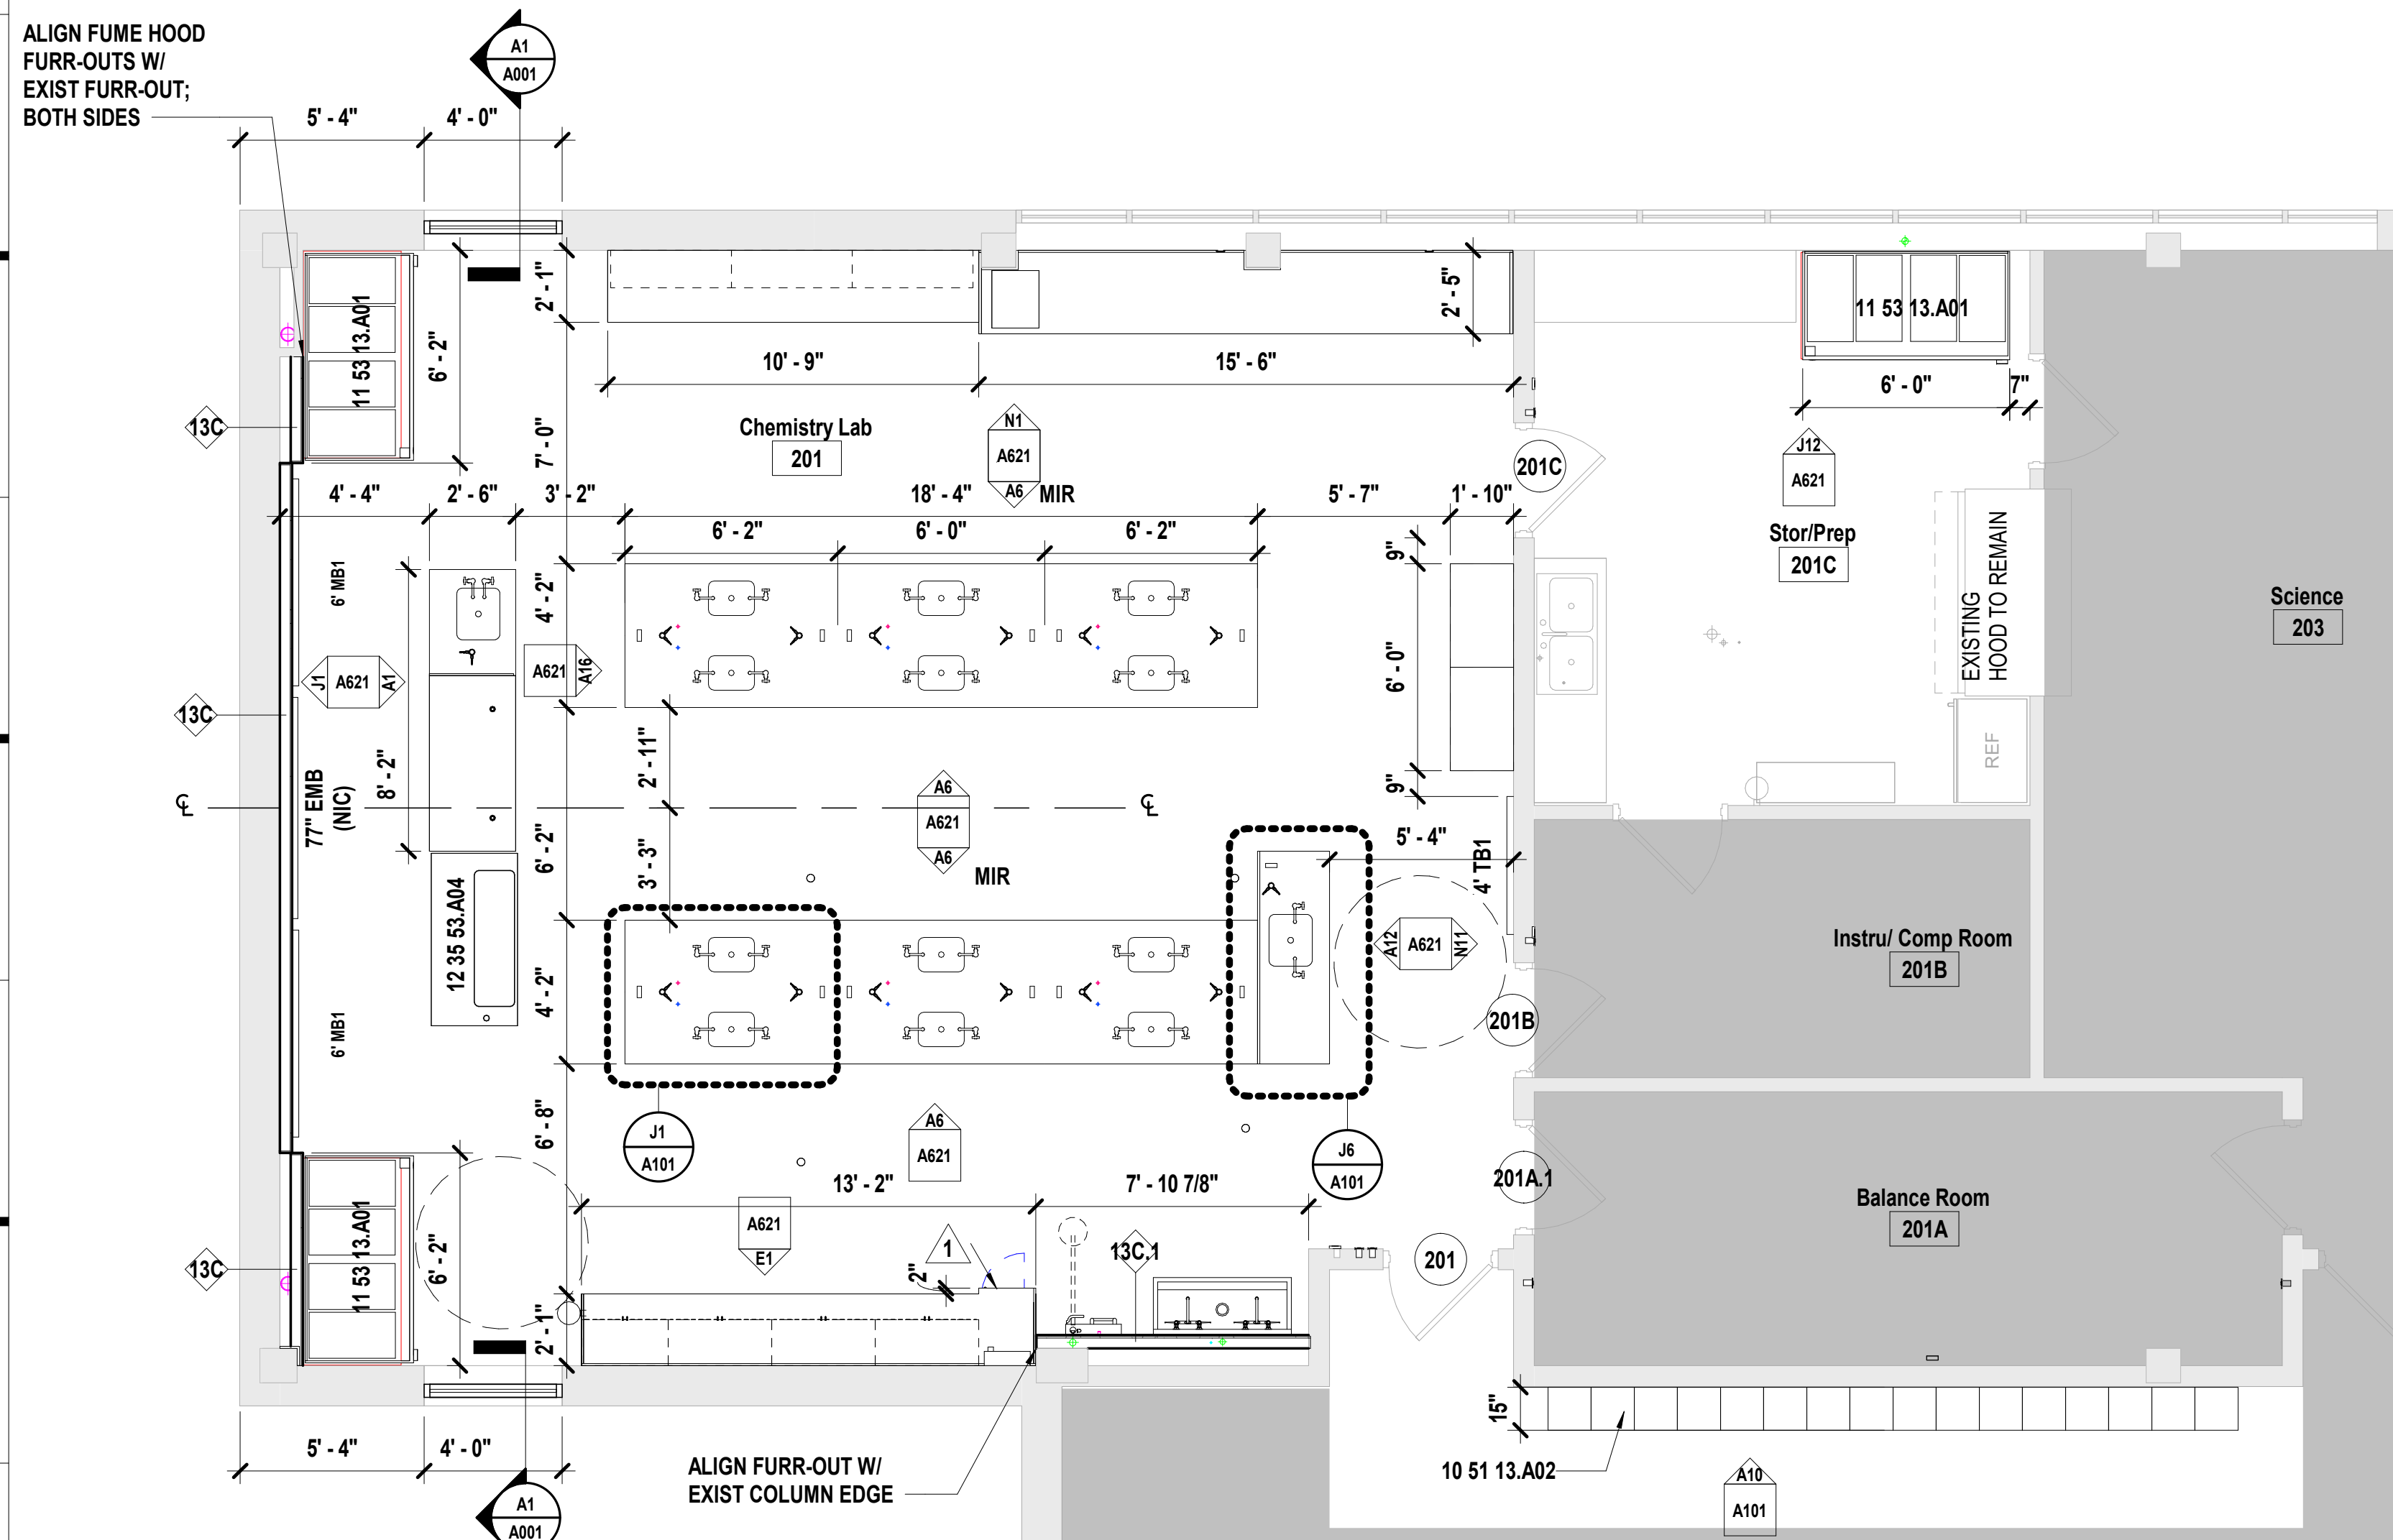 ALIGN FUME HOOD
FURR-OUTS W/
EXIST FURR-OUT;
BOTH SIDES
A1
A001
5' - 4"
4' - 0"
2' - 1"
2' - 5"
11 53 13.A01
6' - 2"
11 53 13.A01
10' - 9"
15' - 6"
6' - 0"
7"
13C
7' - 0"
Chemistry Lab
201
N1
A621
A6
MIR
201C
J12
A621
4' - 4"
2' - 6"
3' - 2"
18' - 4"
5' - 7"
1' - 10"
6' - 2"
6' - 0"
6' - 2"
9"
Stor/Prep
201C
EXISTING
HOOD TO REMAIN
6' MB1
4' - 2"
Science
203
J1
A621
A1
A621
A16
6' - 0"
13C
2' - 11"
REF
8' - 2"
77" EMB
(NIC)
9"
℄
℄
A6
A621
A6
MIR
6' - 2"
3' - 3"
5' - 4"
4' TB1
12 35 53.A04
A12
A621
N11
Instru/ Comp Room
201B
4' - 2"
6' MB1
201B
6' - 8"
J1
A101
A6
A621
J6
A101
13' - 2"
7' - 10 7/8"
201A.1
Balance Room
201A
11 53 13.A01
6' - 2"
13C
A621
E1
1
2"
13C.1
201
2' - 1"
5' - 4"
4' - 0"
ALIGN FURR-OUT W/
EXIST COLUMN EDGE
15"
10 51 13.A02
A10
A101
A1
A001